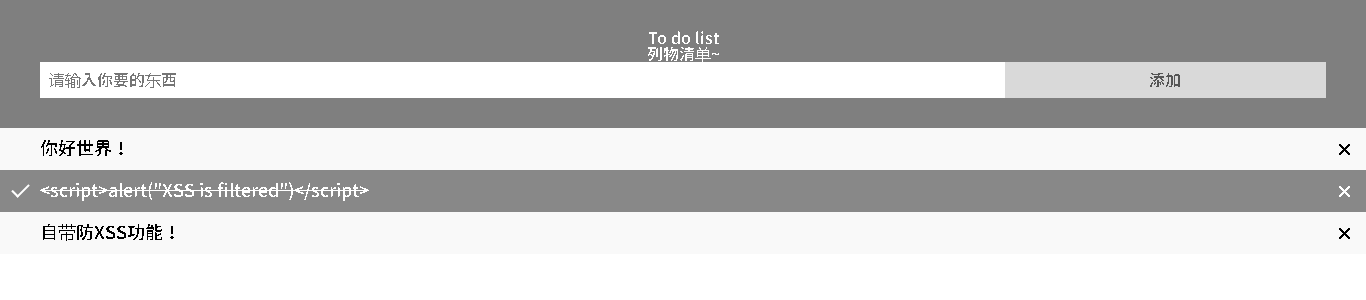 To do list
列物清单~
请输入你要的东西
添加
你好世界！
<script>alert("XSS is filtered")</script>
自带防XSS功能！